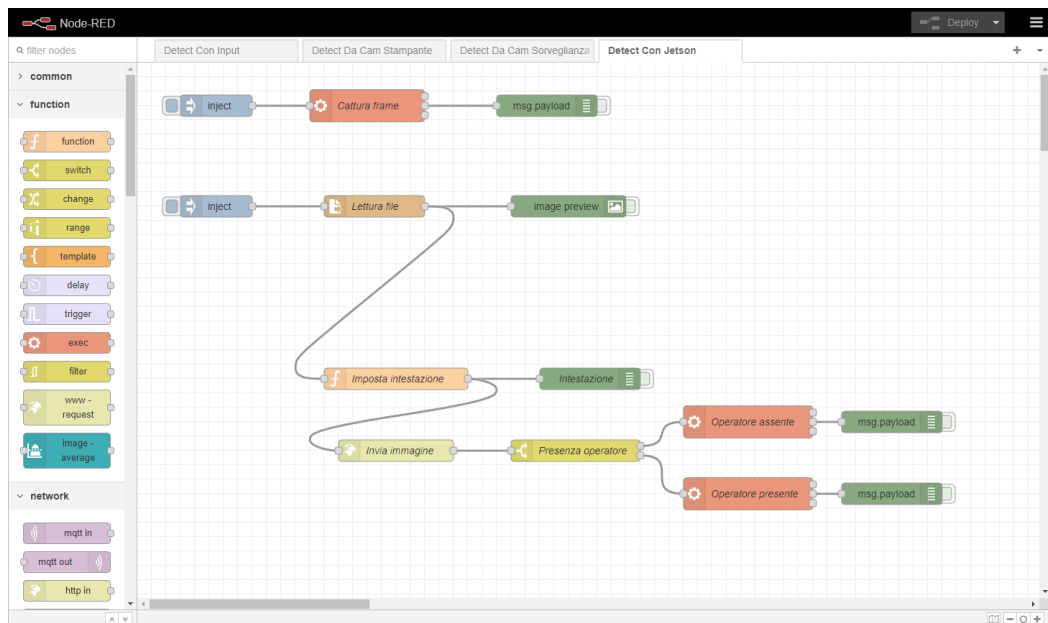 Node-RED
Deploy
filter nodes
Detect Con Input
Detect Da Cam Stampante
Detect Da Cam Sorveglianza
Detect Con Jetson
common
function
function
switch
change
range
template
delay
trigger
exec
filter
www -
request
image -
average
network
mqtt in
mqtt out
http in
inject
Cattura frame
msg.payload
inject
Lettura file
image preview
Imposta intestazione
Intestazione
Invia immagine
Presenza operatore
Operatore assente
msg.payload
Operatore presente
msg.payload